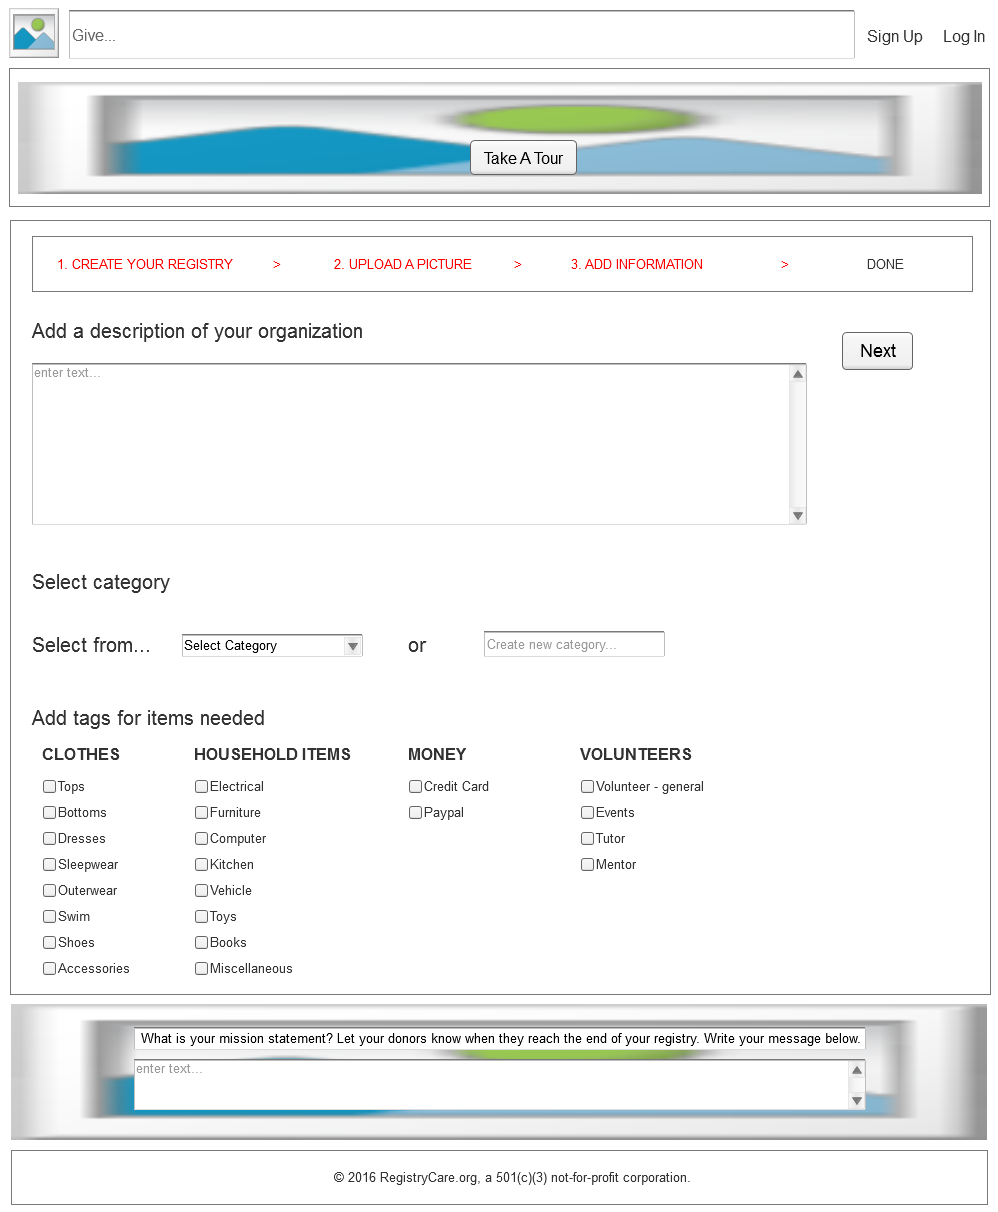 Give...
Sign Up
Log In
Take A Tour
1. CREATE YOUR REGISTRY > 2. UPLOAD A PICTURE > 3. ADD INFORMATION > DONE
Add a description of your organization
Next
enter text...
Select category
Select from... Select Category or Create new category...
Add tags for items needed
CLOTHES
Tops
Bottoms
Dresses
Sleepwear
Outerwear
Swim
Shoes
Accessories
HOUSEHOLD ITEMS
Electrical
Furniture
Computer
Kitchen
Vehicle
Toys
Books
Miscellaneous
MONEY
Credit Card
Paypal
VOLUNTEERS
Volunteer - general
Events
Tutor
Mentor
What is your mission statement? Let your donors know when they reach the end of your registry. Write your message below.
enter text...
© 2016 RegistryCare.org, a 501(c)(3) not-for-profit corporation.